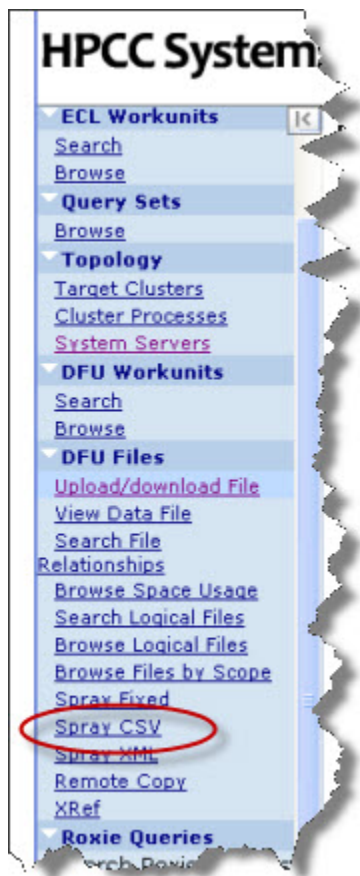 HPCC System
ECL Workunits
Search
Browse
Query Sets
Browse
Topology
Target Clusters
Cluster Processes
System Servers
DFU Workunits
Search
Browse
DFU Files
Upload/download File
View Data File
Search File
Relationships
Browse Space Usage
Search Logical Files
Browse Logical Files
Browse Files by Scope
Spray Fixed
Spray CSV
Spray XML
Remote Copy
XRef
Roxie Queries